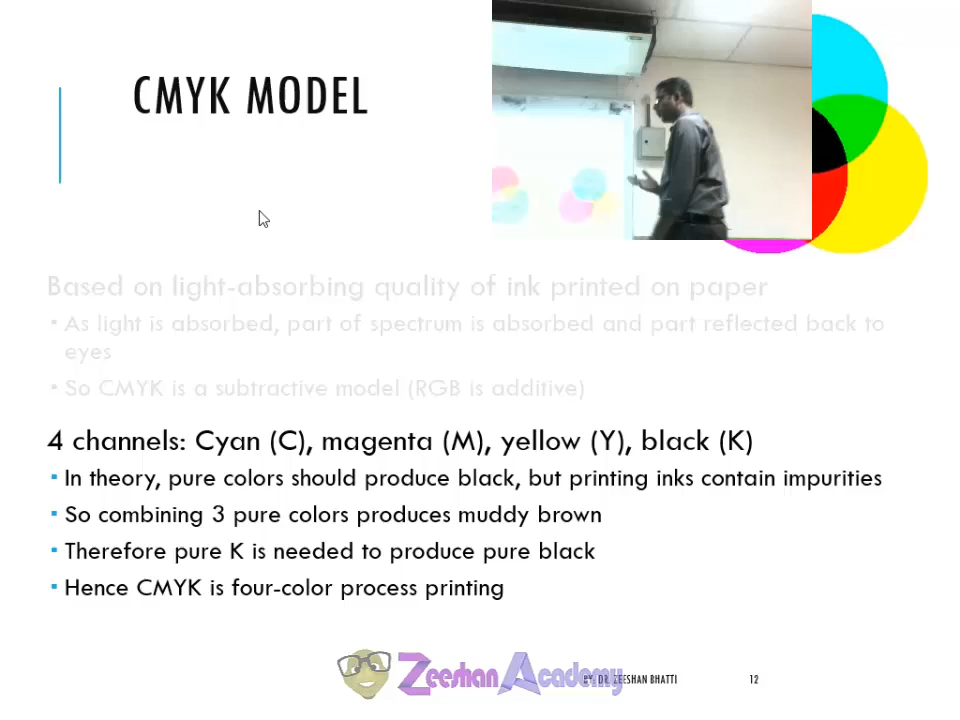 CMYK MODEL
Based on light-absorbing quality of ink printed on paper
▪ As light is absorbed, part of spectrum is absorbed and part reflected back to
eyes
▪ So CMYK is a subtractive model (RGB is additive)
4 channels: Cyan (C), magenta (M), yellow (Y), black (K)
▪ In theory, pure colors should produce black, but printing inks contain impurities
▪ So combining 3 pure colors produces muddy brown
▪ Therefore pure K is needed to produce pure black
▪ Hence CMYK is four-color process printing
Zeeshan Academy
BY: DR. ZEESHAN BHATTI
12